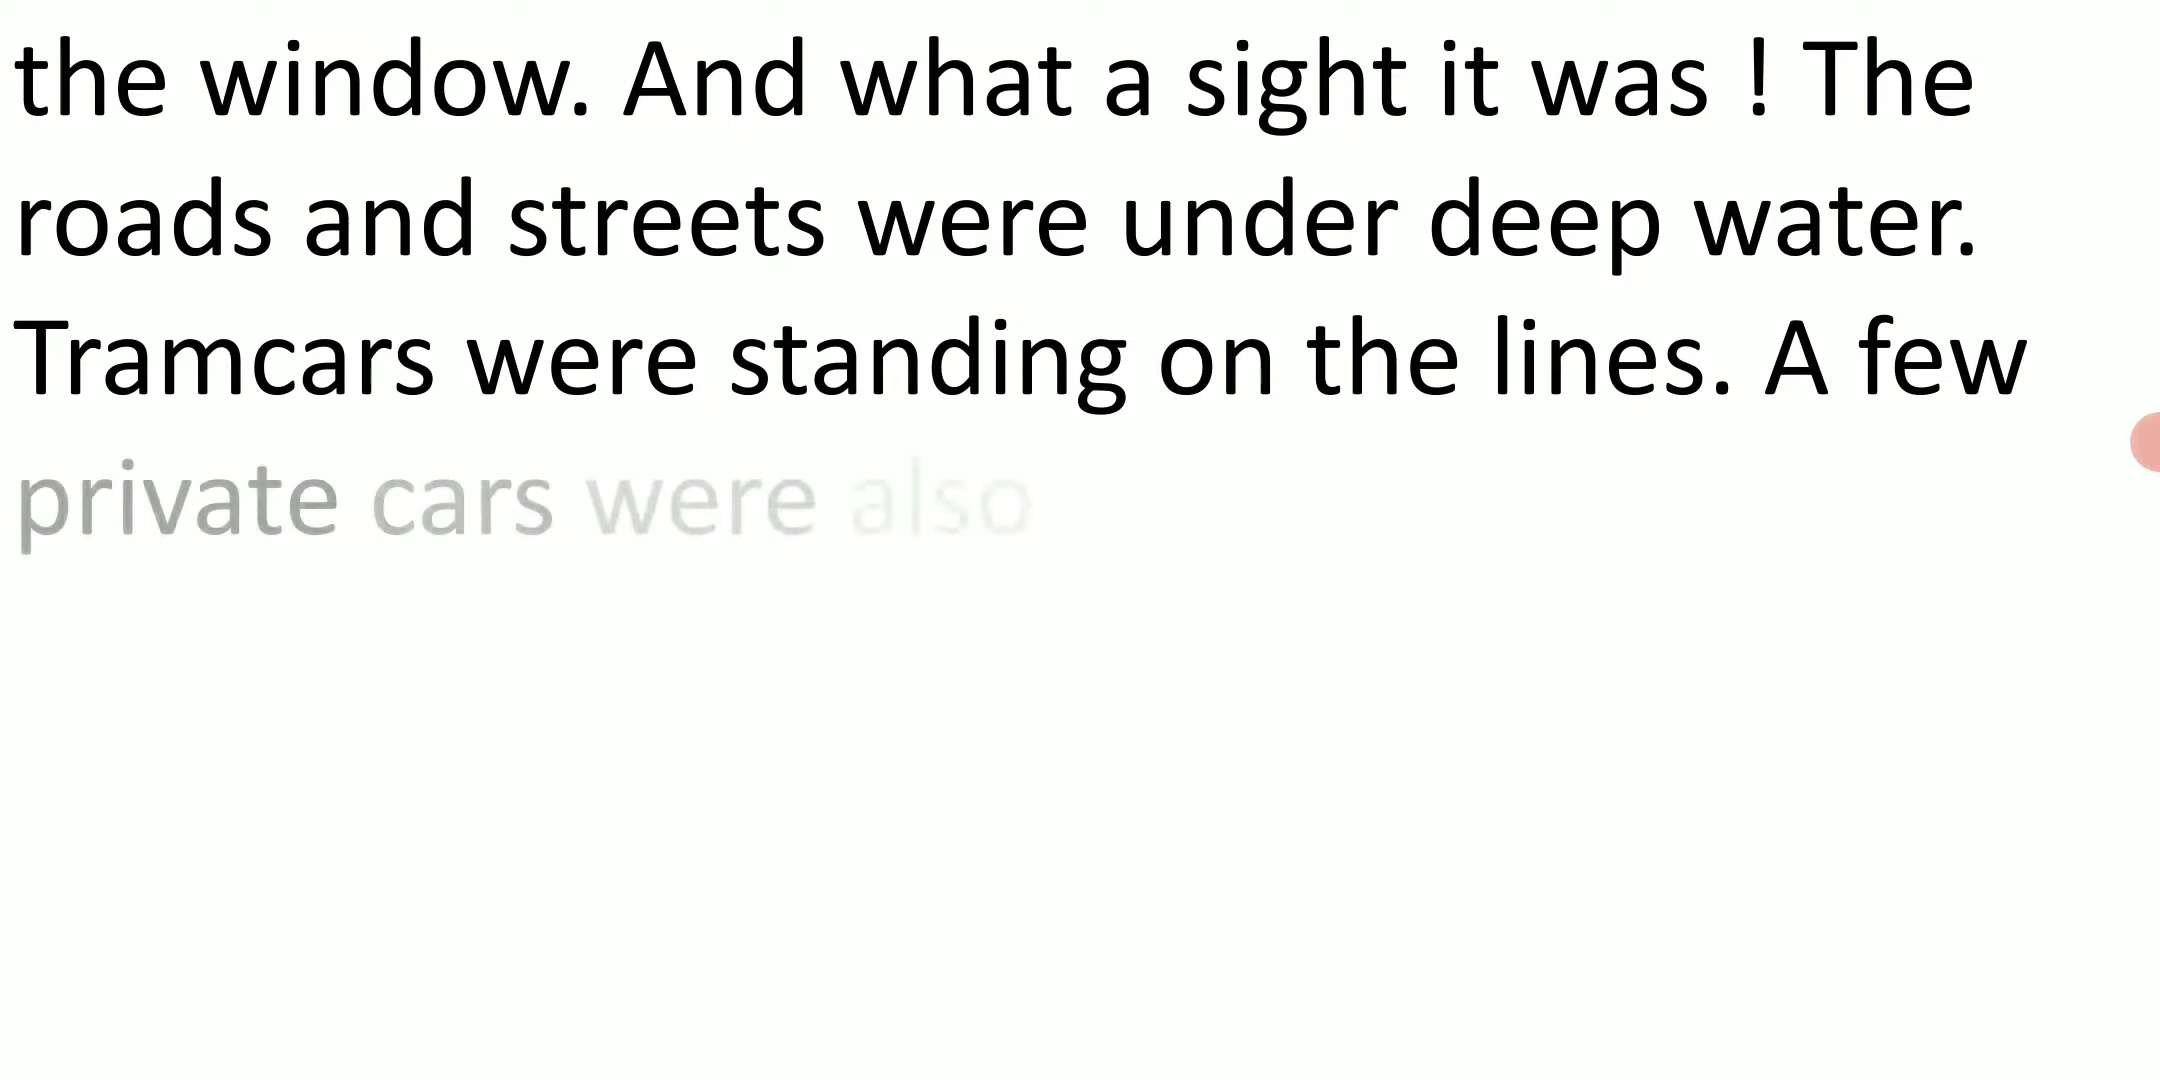 the window. And what a sight it was ! The
roads and streets were under deep water.
Tramcars were standing on the lines. A few
private cars were also